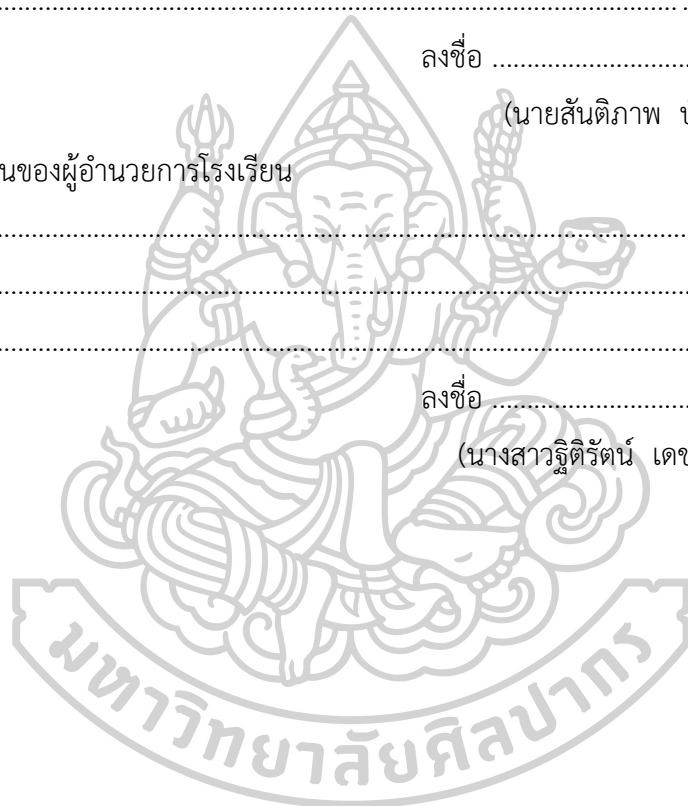 ................................................................................................
ลงชื่อ ..............................
(นายสันติภาพ
นของผู้อำนวยการโรงเรียน
................................................................................................
................................................................................................
................................................................................................
ลงชื่อ ..............................
(นางสาวฐิติรัตน์ เดช
มหาวิทยาลัยศิลปากร